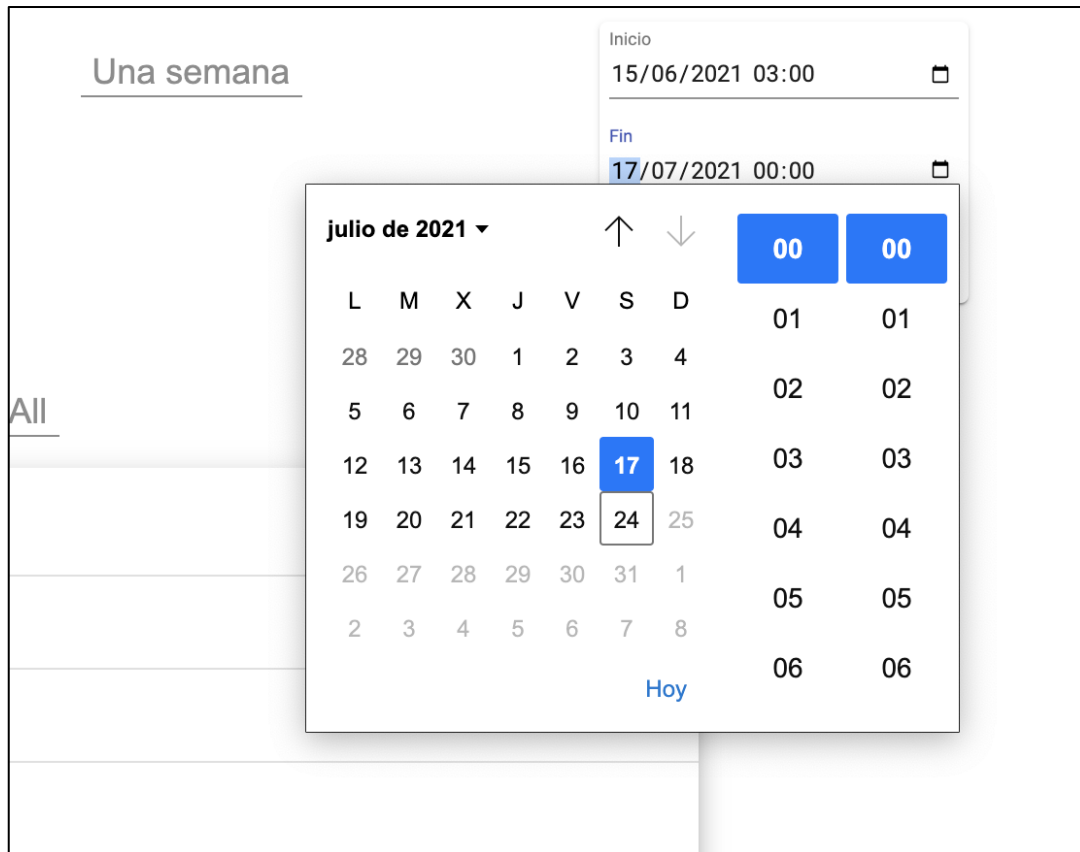 Inicio
Una semana
15/06/2021 03:00
Fin
17/07/2021 00:00
julio de 2021
00 00
L M X J V S D
01 01
28 29 30 1 2 3 4
02 02
All
5 6 7 8 9 10 11
03 03
12 13 14 15 16 17 18
19 20 21 22 23 24 25
04 04
26 27 28 29 30 31 1
05 05
2 3 4 5 6 7 8
06 06
Hoy